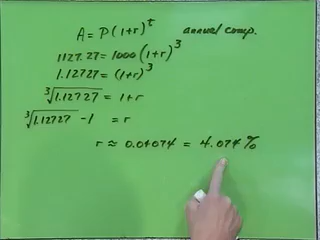 A = P(1+r)^t annual comp.
1127.27 = 1000(1+r)^3
1.12727 = (1+r)^3
∛1.12727 = 1+r
∛1.12727 - 1 = r
r ≈ 0.04074 = 4.074%